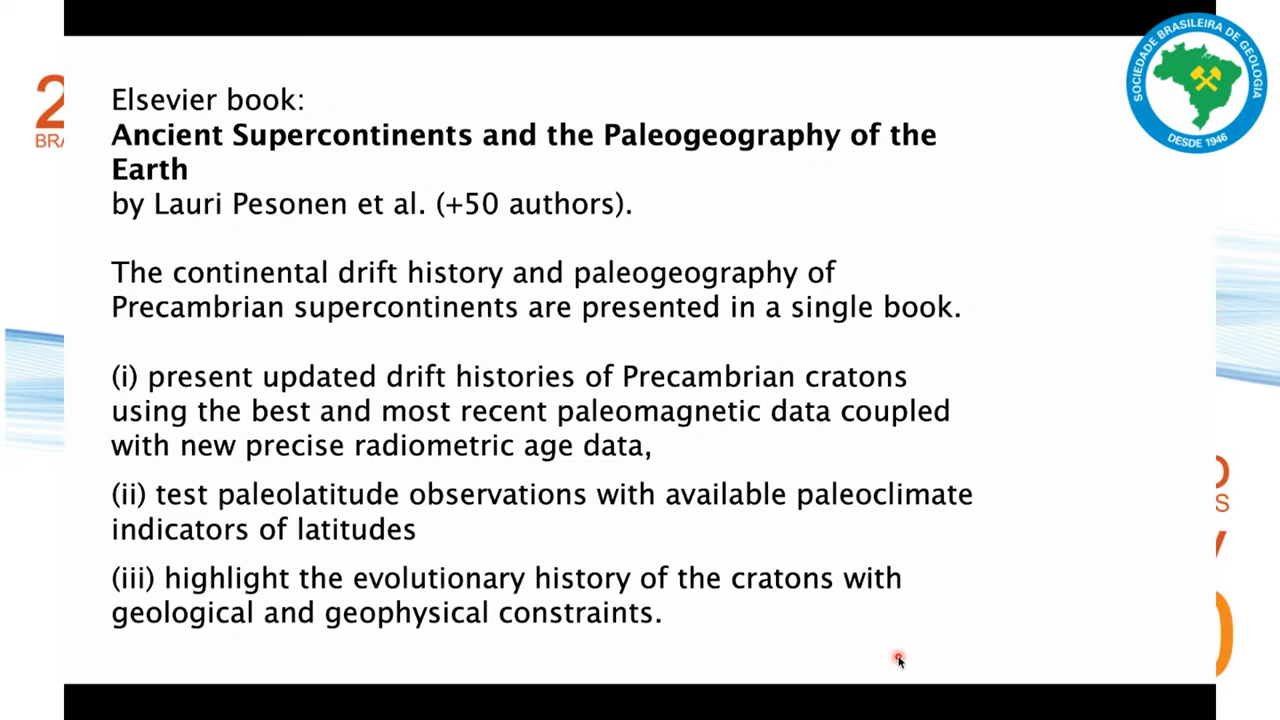 Elsevier book:
Ancient Supercontinents and the Paleogeography of the
Earth
by Lauri Pesonen et al. (+50 authors).
The continental drift history and paleogeography of
Precambrian supercontinents are presented in a single book.
(i) present updated drift histories of Precambrian cratons
using the best and most recent paleomagnetic data coupled
with new precise radiometric age data,
(ii) test paleolatitude observations with available paleoclimate
indicators of latitudes
(iii) highlight the evolutionary history of the cratons with
geological and geophysical constraints.
SOCIEDADE BRASILEIRA DE GEOLOGIA
DESDE 1946
2
BRA